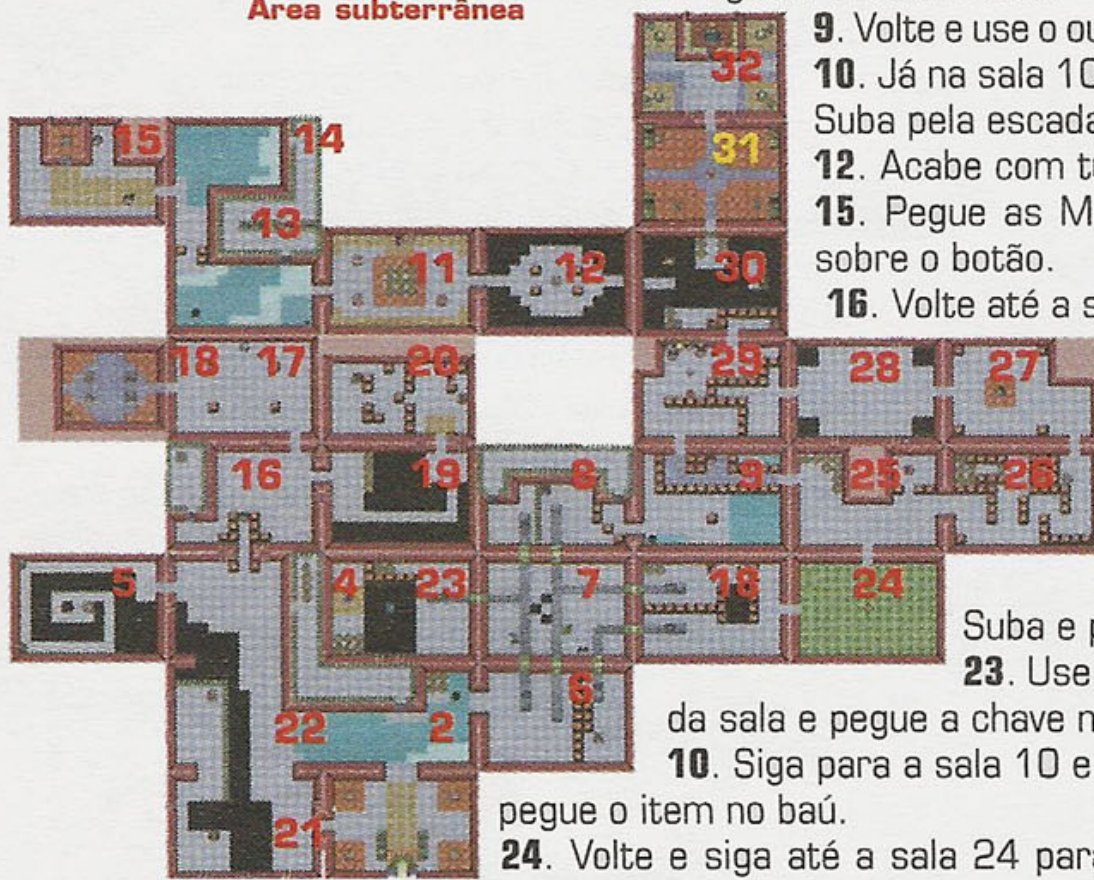 Área subterrânea
9. Volte e use o
10. Já na sala 10
Suba pela escada
12. Acabe com
15. Pegue as
sobre o botão.
16. Volte até a
32
31
15
14
13
11
12
30
18
17
20
29
28
27
16
19
8
9
25
26
5
4
23
7
18
24
Suba e
23. Use
da sala e pegue a chave
22
2
6
10. Siga para a sala 10 e
pegue o item no baú.
21
24. Volte e siga até a sala 24